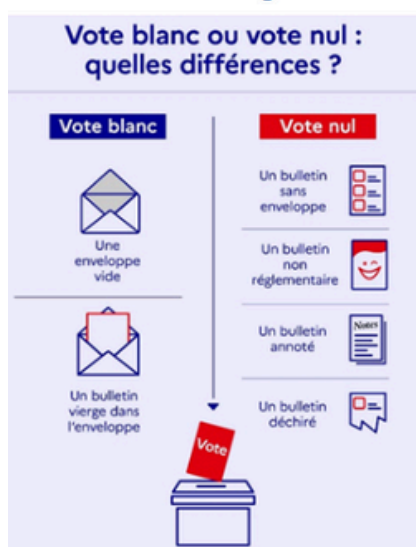 Vote blanc ou vote nul :
quelles différences ?
Vote blanc
Une
enveloppe
vide
Un bulletin
vierge dans
l'enveloppe
Vote nul
Un bulletin
sans
enveloppe
Un bulletin
non
réglementaire
Un bulletin
annoté
Notes
Un bulletin
déchiré
Vote